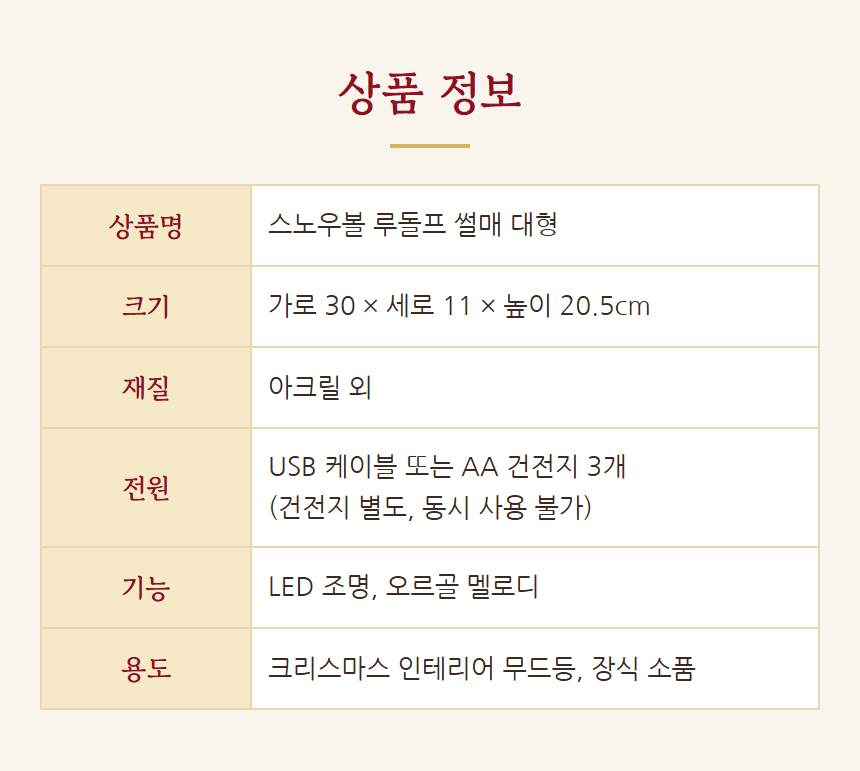 상품 정보
상품명
스노우볼 루돌프 썰매 대형
크기
가로 30 × 세로 11 × 높이 20.5cm
재질
아크릴 외
전원
USB 케이블 또는 AA 건전지 3개
(건전지 별도, 동시 사용 불가)
기능
LED 조명, 오르골 멜로디
용도
크리스마스 인테리어 무드등, 장식 소품